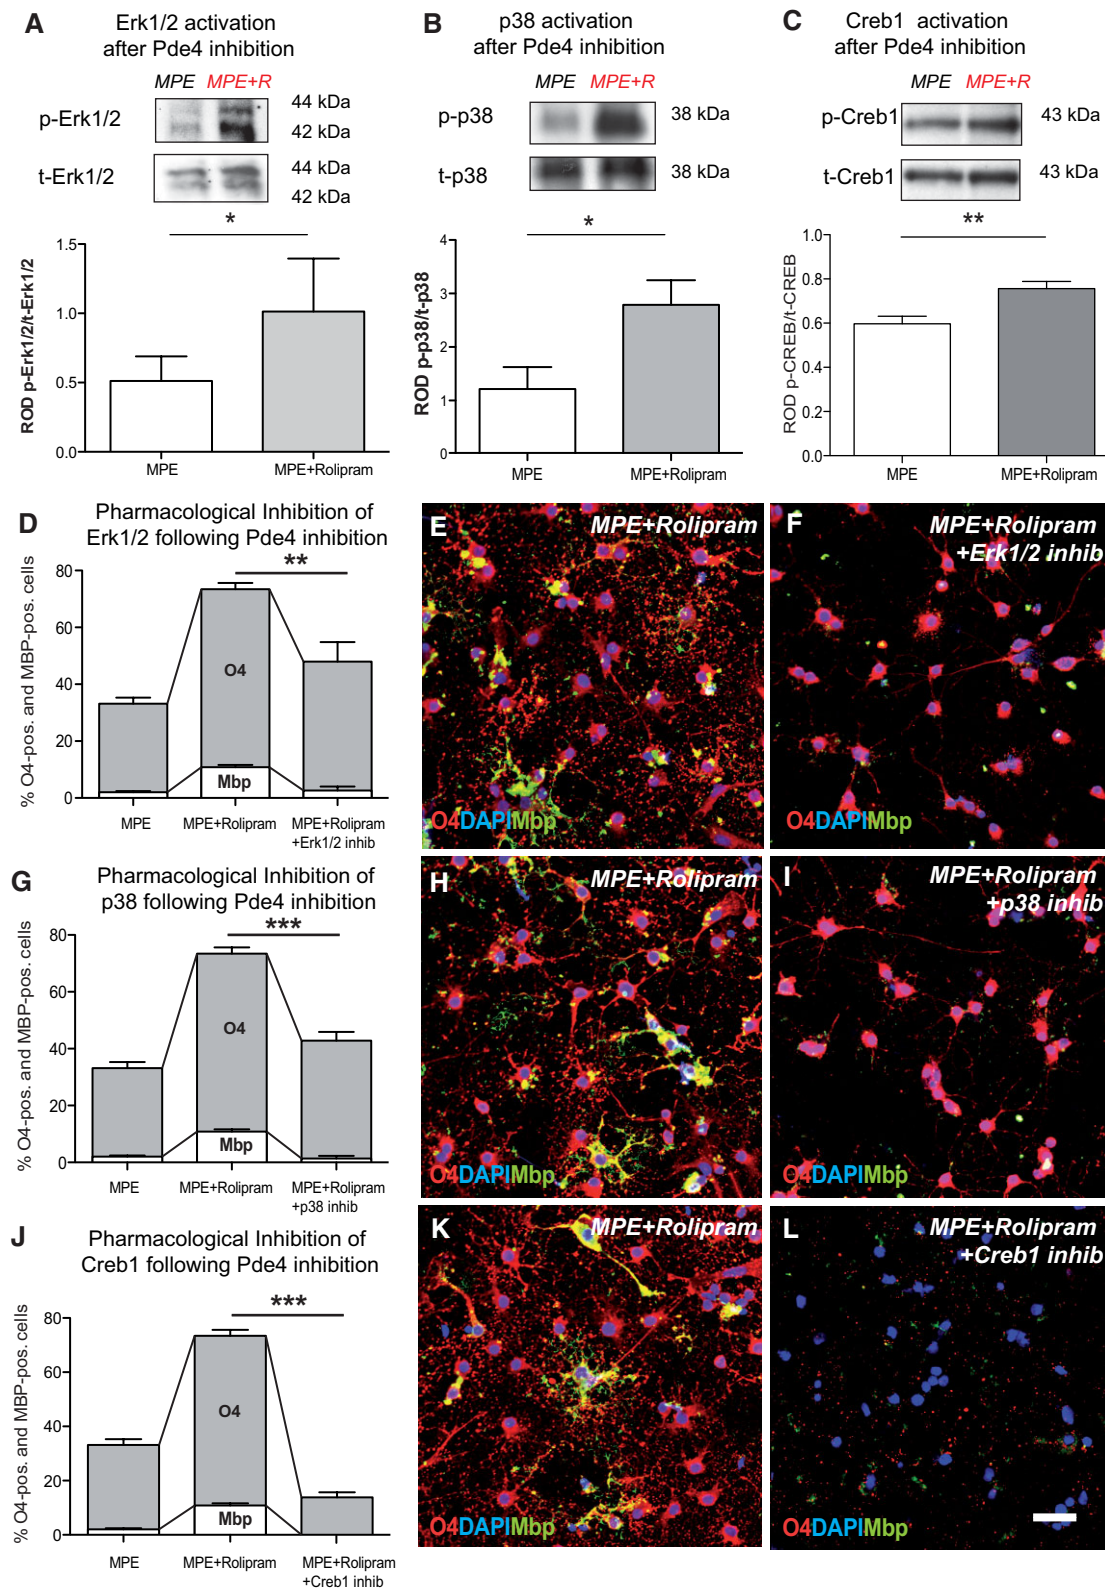 A
Erk1/2 activation
after Pde4 inhibition
MPE MPE+R
p-Erk1/2
44 kDa
42 kDa
t-Erk1/2
44 kDa
42 kDa
*
ROD p-Erk1/2/t-Erk1/2
1.5
1.0
0.5
0.0
MPE
MPE+Rolipram
B
p38 activation
after Pde4 inhibition
MPE MPE+R
p-p38
38 kDa
t-p38
38 kDa
*
ROD p-p38/t-p38
4
3
2
1
0
MPE
MPE+Rolipram
C
Creb1 activation
after Pde4 inhibition
MPE MPE+R
p-Creb1
43 kDa
t-Creb1
43 kDa
**
ROD p-CREB/t-CREB
1.0
0.8
0.6
0.4
0.2
0.0
MPE
MPE+Rolipram
D
Pharmacological Inhibition of
Erk1/2 following Pde4 inhibition
**
% O4-pos. and MBP-pos. cells
80
60
40
20
0
O4
Mbp
MPE
MPE+Rolipram
MPE+Rolipram
+Erk1/2 inhib
E
MPE+Rolipram
O4DAPIMbp
F
MPE+Rolipram
+Erk1/2 inhib
O4DAPIMbp
G
Pharmacological Inhibition of
p38 following Pde4 inhibition
***
% O4-pos. and MBP-pos. cells
80
60
40
20
0
O4
Mbp
MPE
MPE+Rolipram
MPE+Rolipram
+p38 inhib
H
MPE+Rolipram
O4DAPIMbp
I
MPE+Rolipram
+p38 inhib
O4DAPIMbp
J
Pharmacological Inhibition of
Creb1 following Pde4 inhibition
***
% O4-pos. and MBP-pos. cells
80
60
40
20
0
O4
Mbp
MPE
MPE+Rolipram
MPE+Rolipram
+Creb1 inhib
K
MPE+Rolipram
O4DAPIMbp
L
MPE+Rolipram
+Creb1 inhib
O4DAPIMbp